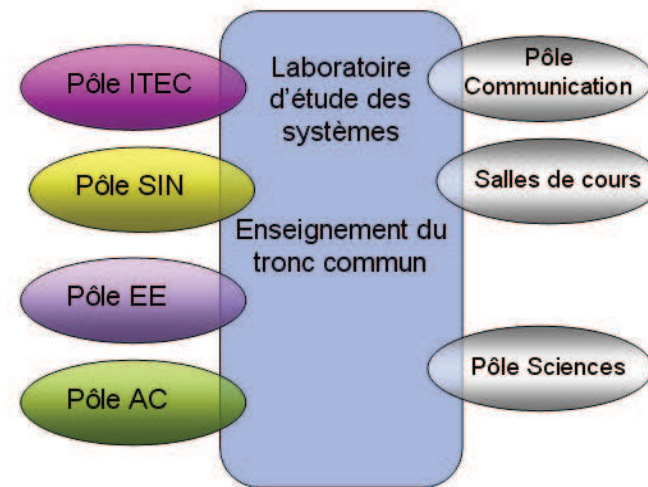 Pôle ITEC
Pôle SIN
Pôle EE
Pôle AC
Laboratoire
d'étude des
systèmes
Enseignement du
tronc commun
Pôle
Communication
Salles de cours
Pôle Sciences